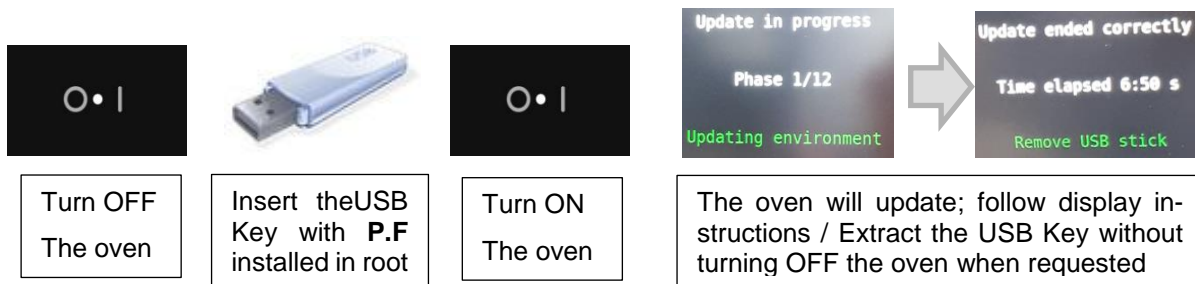 Update in progress
Phase 1/12
Updating environment
Update ended correctly
Time elapsed 6:50 s
Remove USB stick
O• I
USB
O• I
Turn OFF
The oven
Insert theUSB
Key with P.F
installed in root
Turn ON
The oven
The oven will update; follow display in-
structions / Extract the USB Key without
turning OFF the oven when requested